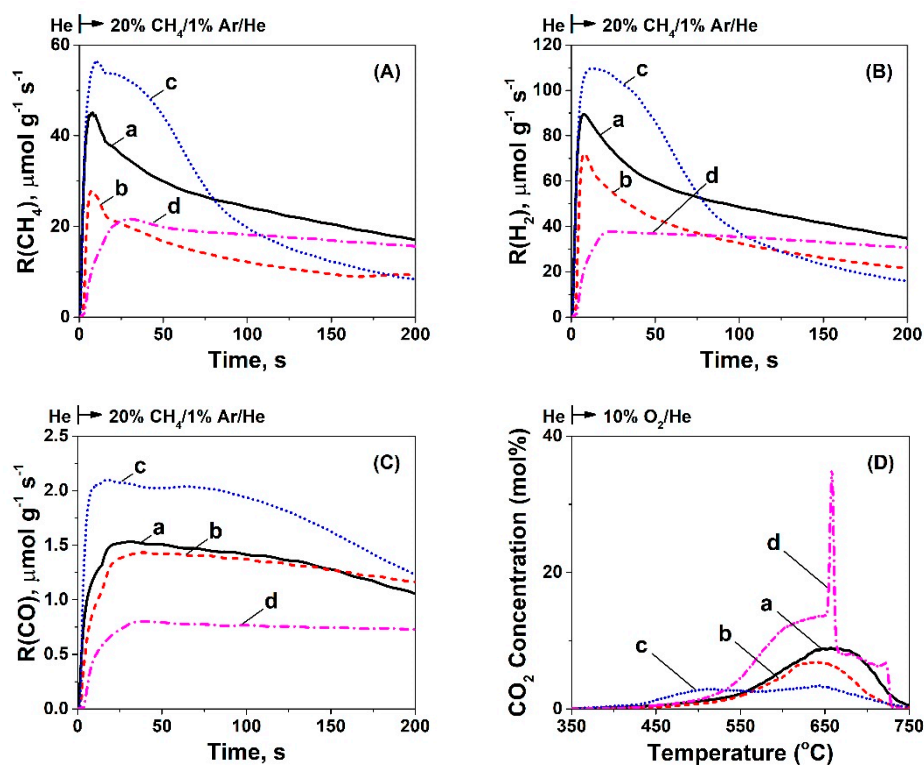 He → 20% CH₄/1% Ar/He
(A)
R(CH₄), μmol g⁻¹ s⁻¹
60
40
20
0
c
a
b
d
0 50 100 150 200
Time, s
He → 20% CH₄/1% Ar/He
(B)
R(H₂), μmol g⁻¹ s⁻¹
120
100
80
60
40
20
0
c
a
b
d
0 50 100 150 200
Time, s
He → 20% CH₄/1% Ar/He
(C)
R(CO), μmol g⁻¹ s⁻¹
2.5
2.0
1.5
1.0
0.5
0.0
c
a
b
d
0 50 100 150 200
Time, s
He → 10% O₂/He
(D)
CO₂ Concentration (mol%)
40
30
20
10
0
d
a
b
c
350 450 550 650 750
Temperature (°C)